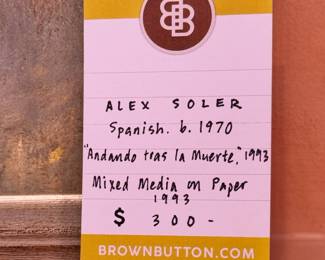 BB
ALEX SOLER
Spanish. b. 1970
"Andando tras la Muerte," 1993
Mixed Media on Paper
1993
$ 300-
BROWNBUTTON.COM